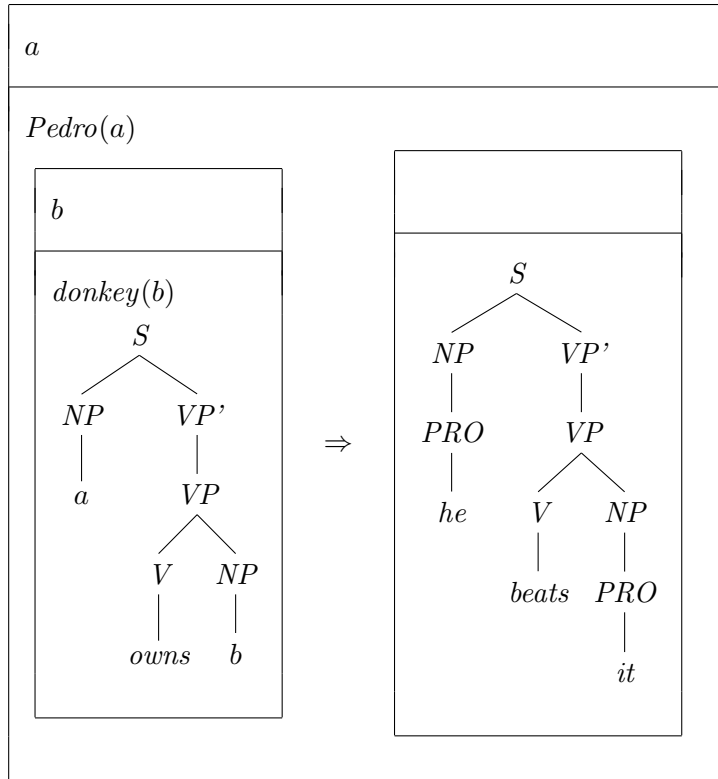 a
Pedro(a)
b
donkey(b)
S
NP VP'
a VP
V NP
owns b
⇒
S
NP VP'
PRO VP
he V NP
beats PRO
it